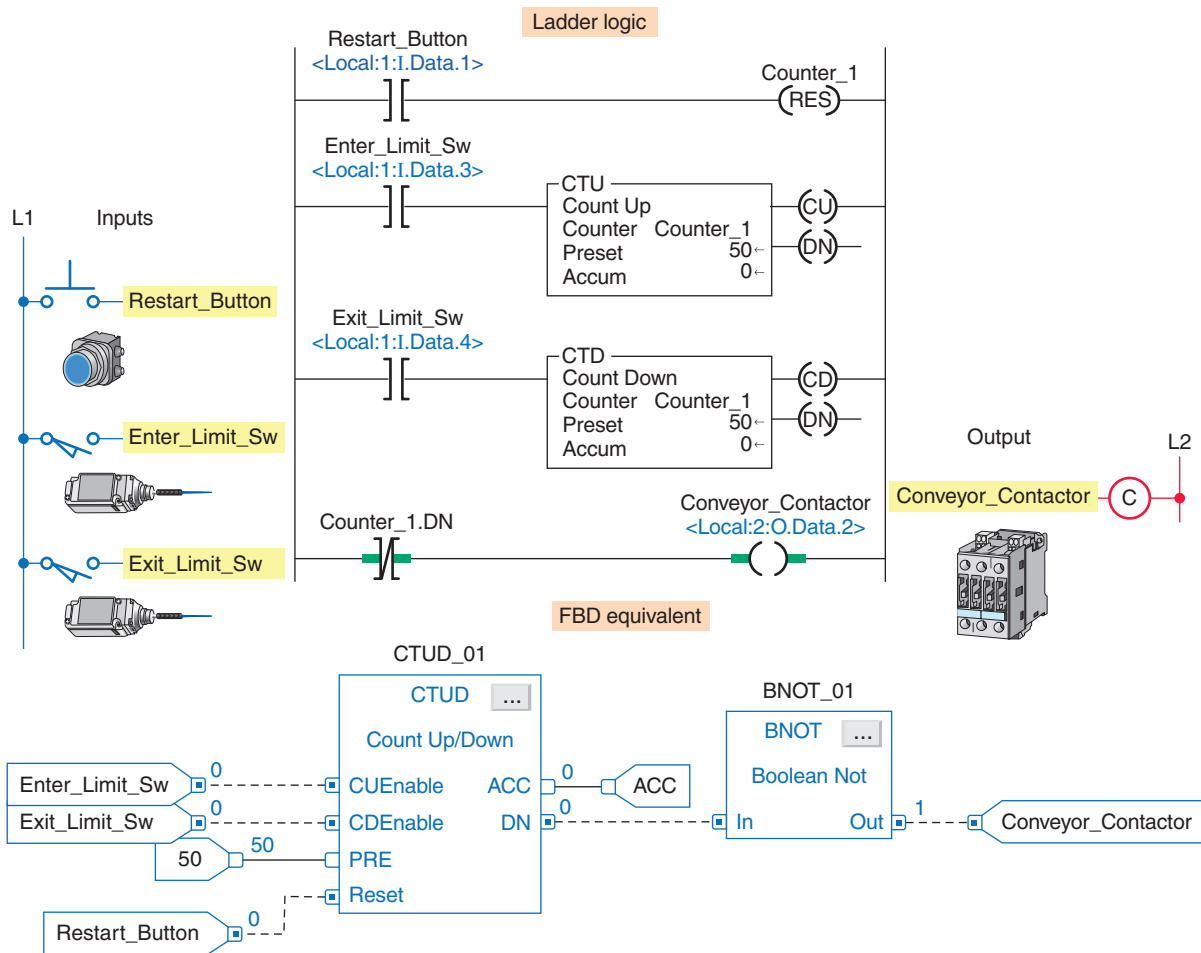 Ladder logic
Restart_Button
<Local:1:I.Data.1>
Counter_1
RES
Enter_Limit_Sw
<Local:1:I.Data.3>
CTU
Count Up
Counter Counter_1
Preset 50←
Accum 0←
CU
DN
L1 Inputs
Restart_Button
Exit_Limit_Sw
<Local:1:I.Data.4>
CTD
Count Down
Counter Counter_1
Preset 50←
Accum 0←
CD
DN
Enter_Limit_Sw
Output L2
Conveyor_Contactor C
Counter_1.DN
Conveyor_Contactor
<Local:2:O.Data.2>
Exit_Limit_Sw
FBD equivalent
CTUD_01
CTUD ...
Count Up/Down
Enter_Limit_Sw 0 CUEnable ACC 0 ACC
Exit_Limit_Sw 0 CDEnable DN 0
50 50 PRE
Restart_Button 0 Reset
BNOT_01
BNOT ...
Boolean Not
In Out 1 Conveyor_Contactor